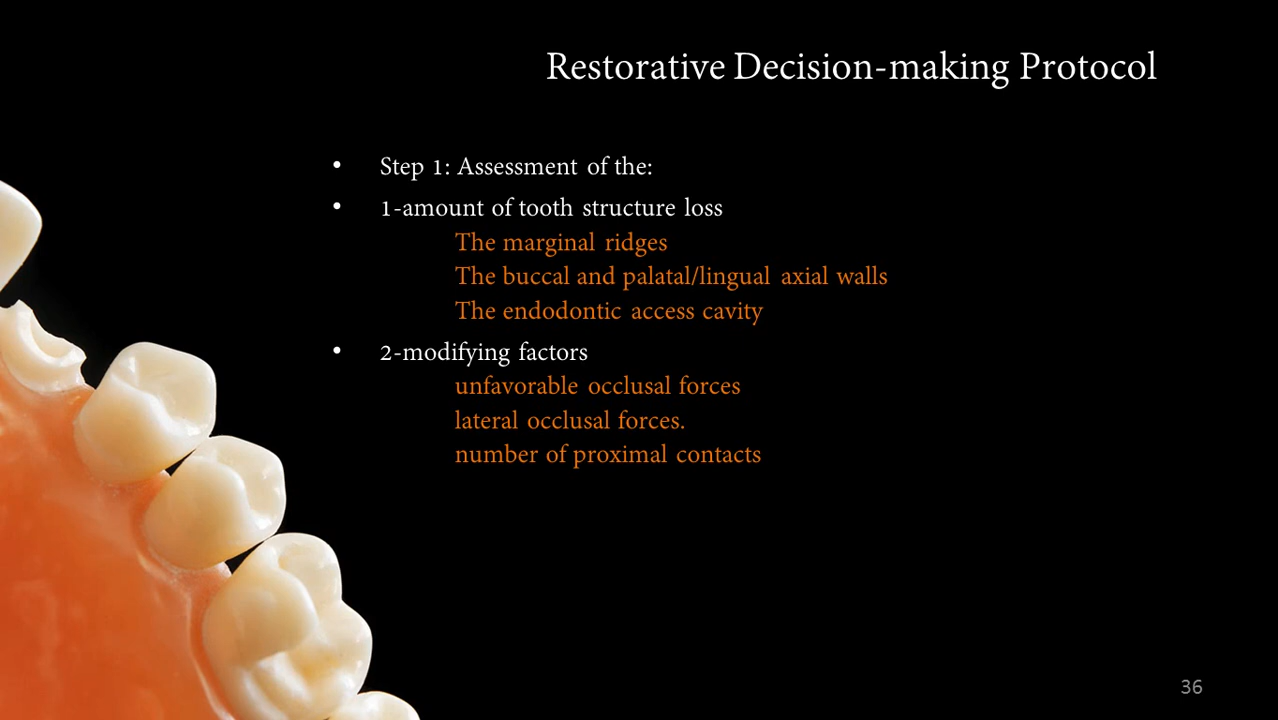 Restorative Decision-making Protocol
• Step 1: Assessment of the:
• 1-amount of tooth structure loss
The marginal ridges
The buccal and palatal/lingual axial walls
The endodontic access cavity
• 2-modifying factors
unfavorable occlusal forces
lateral occlusal forces.
number of proximal contacts
36